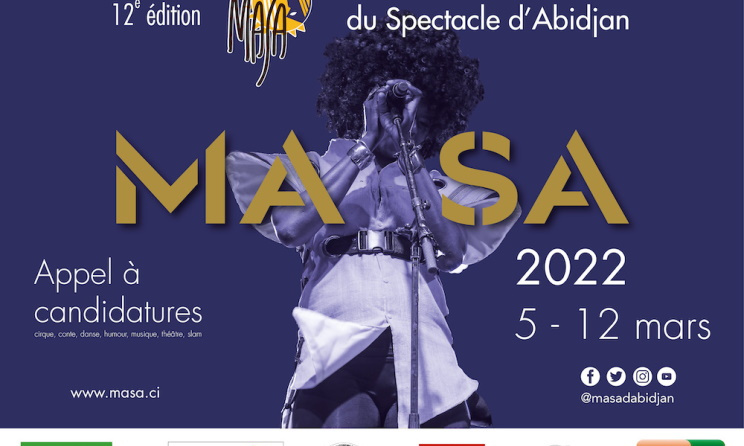 12e édition
MASA
du Spectacle d'Abidjan
MASA
Appel à
candidatures
cirque, conte, danse, humour, musique, théâtre, slam
2022
5 - 12 mars
www.masa.ci
@masadabidjan